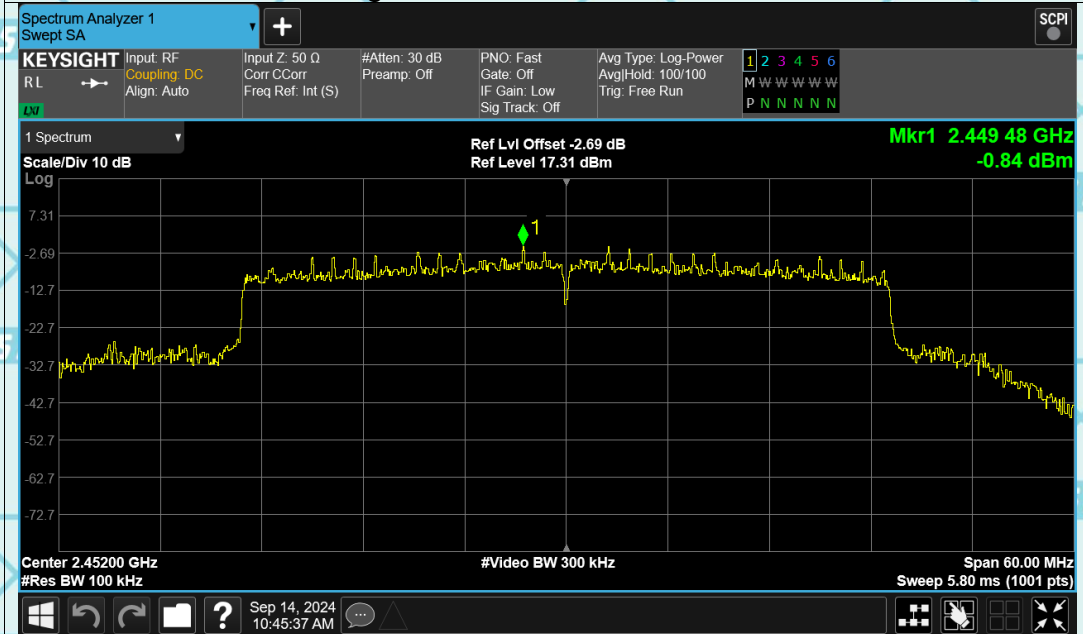 Spectrum Analyzer 1
Swept SA
+
SCPI
KEYSIGHT
R L
LXI
Input: RF
Coupling: DC
Align: Auto
Input Z: 50 Ω
Corr CCorr
Freq Ref: Int (S)
#Atten: 30 dB
Preamp: Off
PNO: Fast
Gate: Off
IF Gain: Low
Sig Track: Off
Avg Type: Log-Power
Avg|Hold: 100/100
Trig: Free Run
1 2 3 4 5 6
M W W W W W
P N N N N N
1 Spectrum
Scale/Div 10 dB
Log
Ref Lvl Offset -2.69 dB
Ref Level 17.31 dBm
Mkr1 2.449 48 GHz
-0.84 dBm
1
7.31
-2.69
-12.7
-22.7
-32.7
-42.7
-52.7
-62.7
-72.7
Center 2.45200 GHz
#Res BW 100 kHz
#Video BW 300 kHz
Span 60.00 MHz
Sweep 5.80 ms (1001 pts)
?
Sep 14, 2024
10:45:37 AM